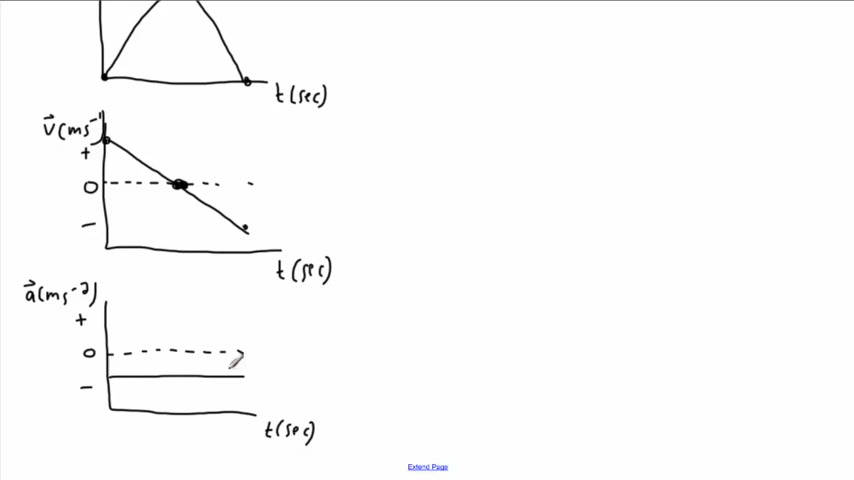 t(sec)
v⃗(ms⁻¹)
+
0
-
t(sec)
a⃗(ms⁻²)
+
0
-
t(sec)
Extend Page